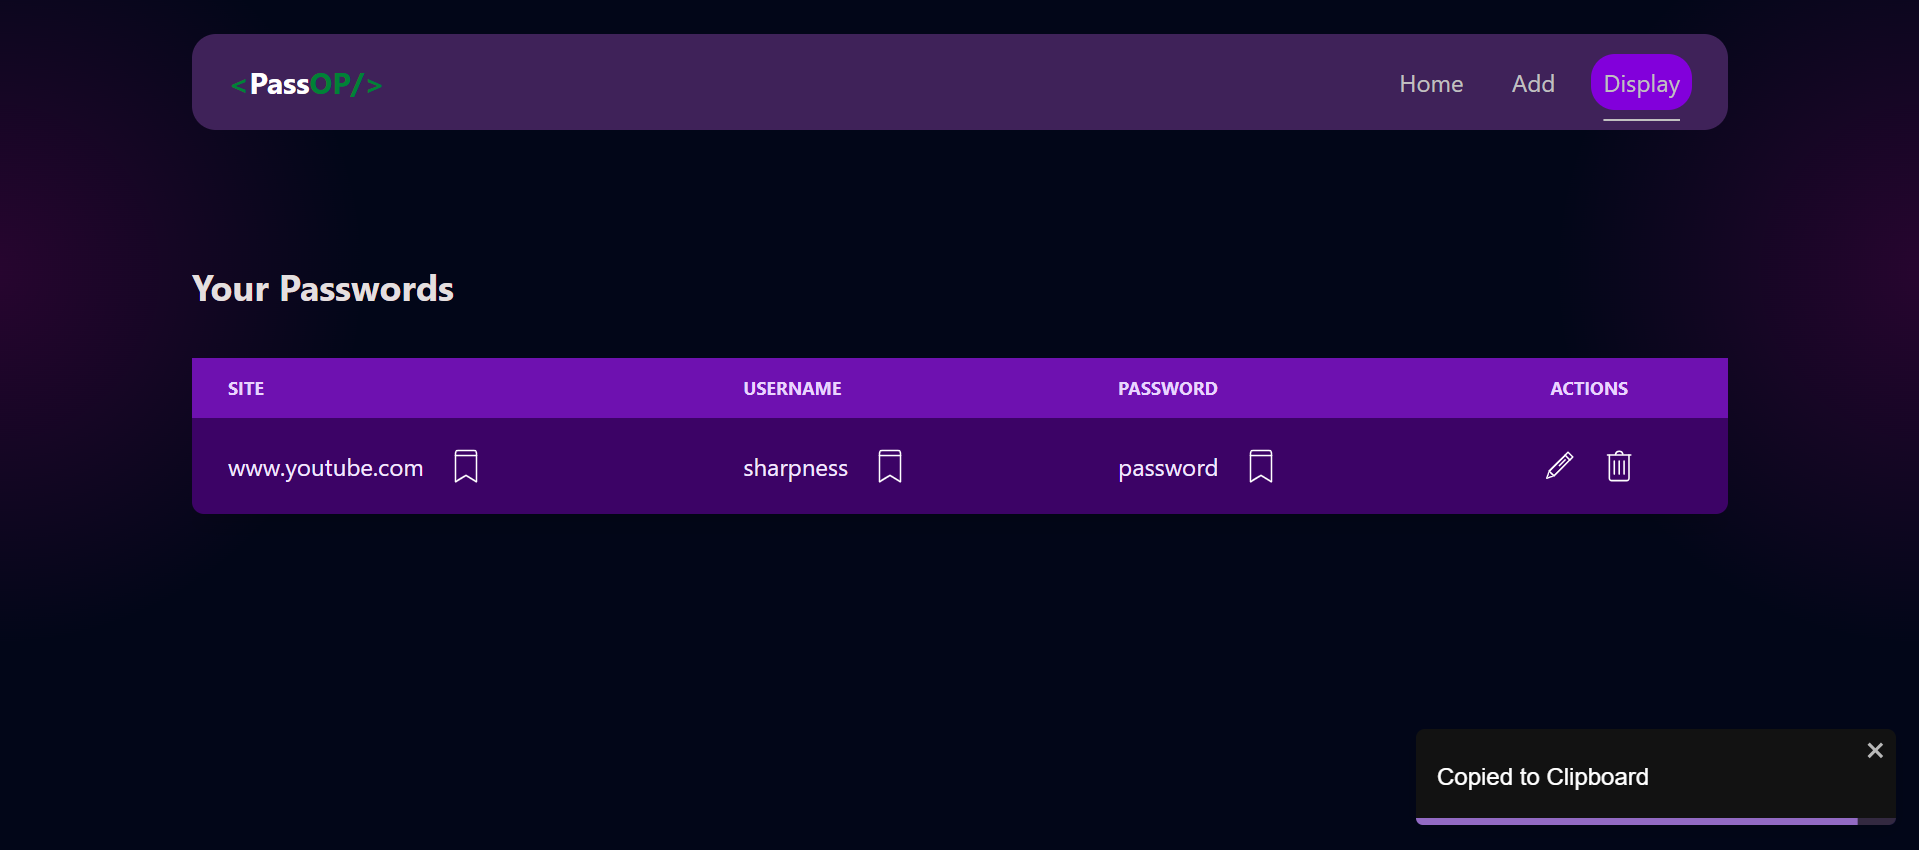 <PassOP/>
Home Add Display
Your Passwords
SITE USERNAME PASSWORD ACTIONS
www.youtube.com sharpness password
Copied to Clipboard